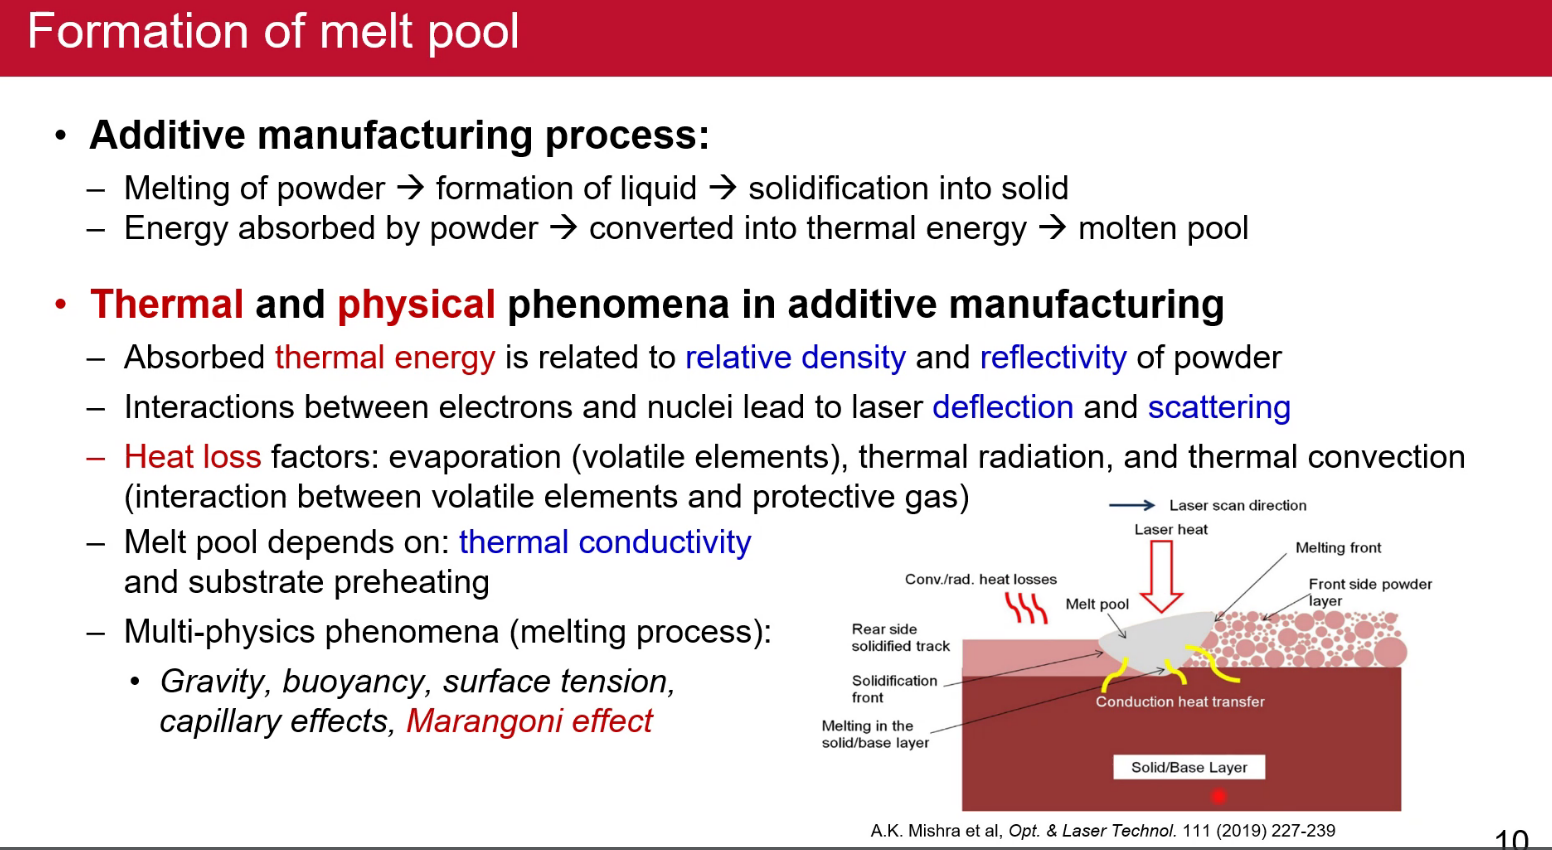 Formation of melt pool
• Additive manufacturing process:
– Melting of powder → formation of liquid → solidification into solid
– Energy absorbed by powder → converted into thermal energy → molten pool
• Thermal and physical phenomena in additive manufacturing
– Absorbed thermal energy is related to relative density and reflectivity of powder
– Interactions between electrons and nuclei lead to laser deflection and scattering
– Heat loss factors: evaporation (volatile elements), thermal radiation, and thermal convection
(interaction between volatile elements and protective gas)
– Melt pool depends on: thermal conductivity
and substrate preheating
– Multi-physics phenomena (melting process):
• Gravity, buoyancy, surface tension,
capillary effects, Marangoni effect
Laser scan direction
Laser heat
Melting front
Conv./rad. heat losses
Front side powder
layer
Melt pool
Rear side
solidified track
Solidification
front
Conduction heat transfer
Melting in the
solid/base layer
Solid/Base Layer
A.K. Mishra et al, Opt. & Laser Technol. 111 (2019) 227-239
10